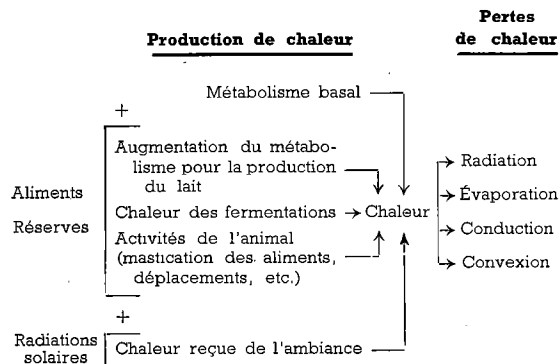 Production de chaleur
Pertes
de chaleur
Métabolisme basal
+
Augmentation du métabo-
lisme pour la production
du lait
Aliments
Réserves
Chaleur des fermentations → Chaleur
Activités de l'animal
(mastication des aliments,
déplacements, etc.)
→ Radiation
→ Évaporation
→ Conduction
→ Convexion
+
Radiations
solaires
Chaleur reçue de l'ambiance